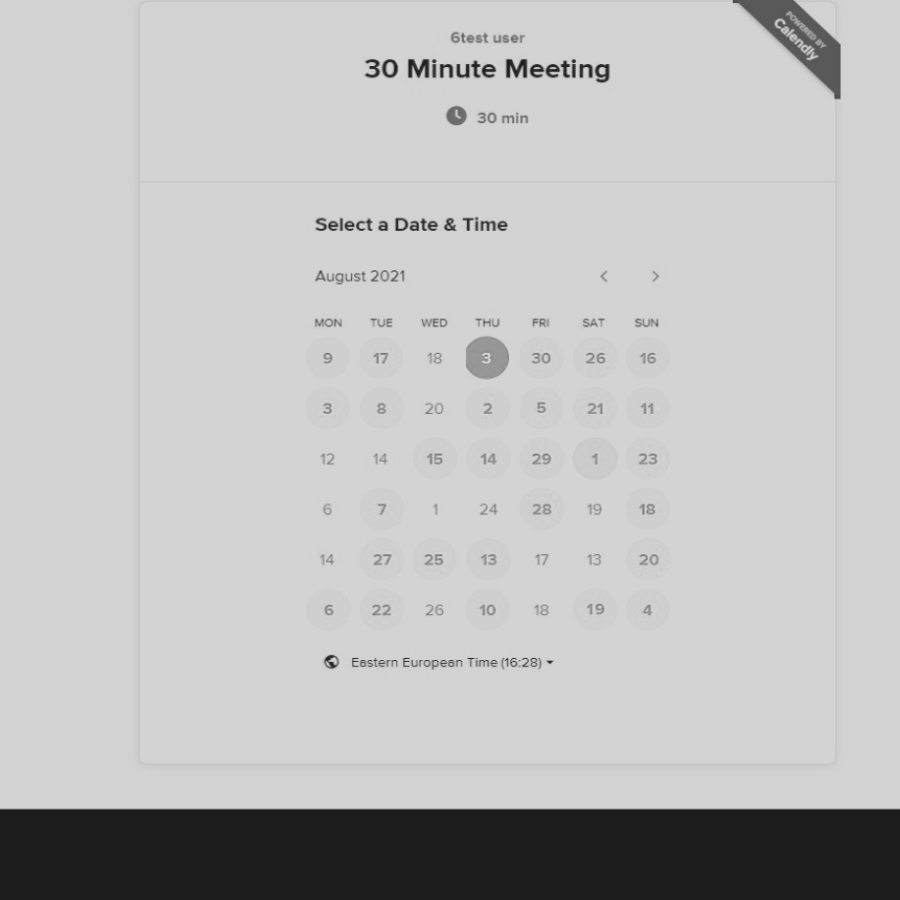 POWERED BY
Calendly
6test user
30 Minute Meeting
30 min
Select a Date & Time
August 2021
MON TUE WED THU FRI SAT SUN
9 17 18 3 30 26 16
3 8 20 2 5 21 11
12 14 15 14 29 1 23
6 7 1 24 28 19 18
14 27 25 13 17 13 20
6 22 26 10 18 19 4
Eastern European Time (16:28)